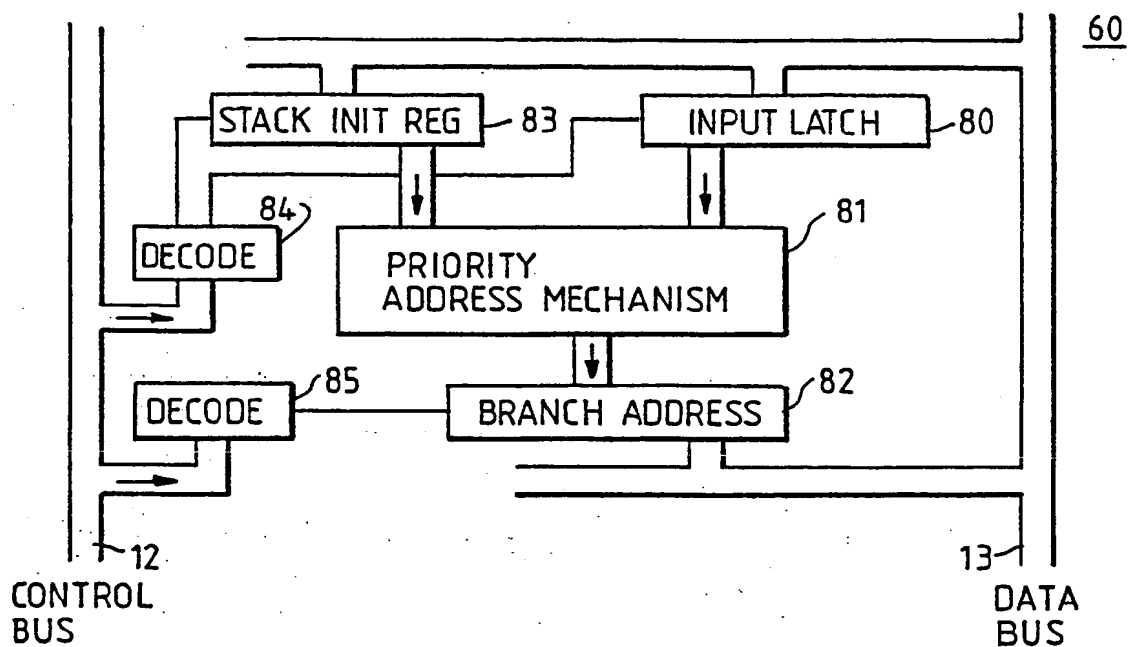 60
STACK INIT REG
83
INPUT LATCH
80
84
DECODE
81
PRIORITY
ADDRESS MECHANISM
85
DECODE
82
BRANCH ADDRESS
12
13
CONTROL
BUS
DATA
BUS